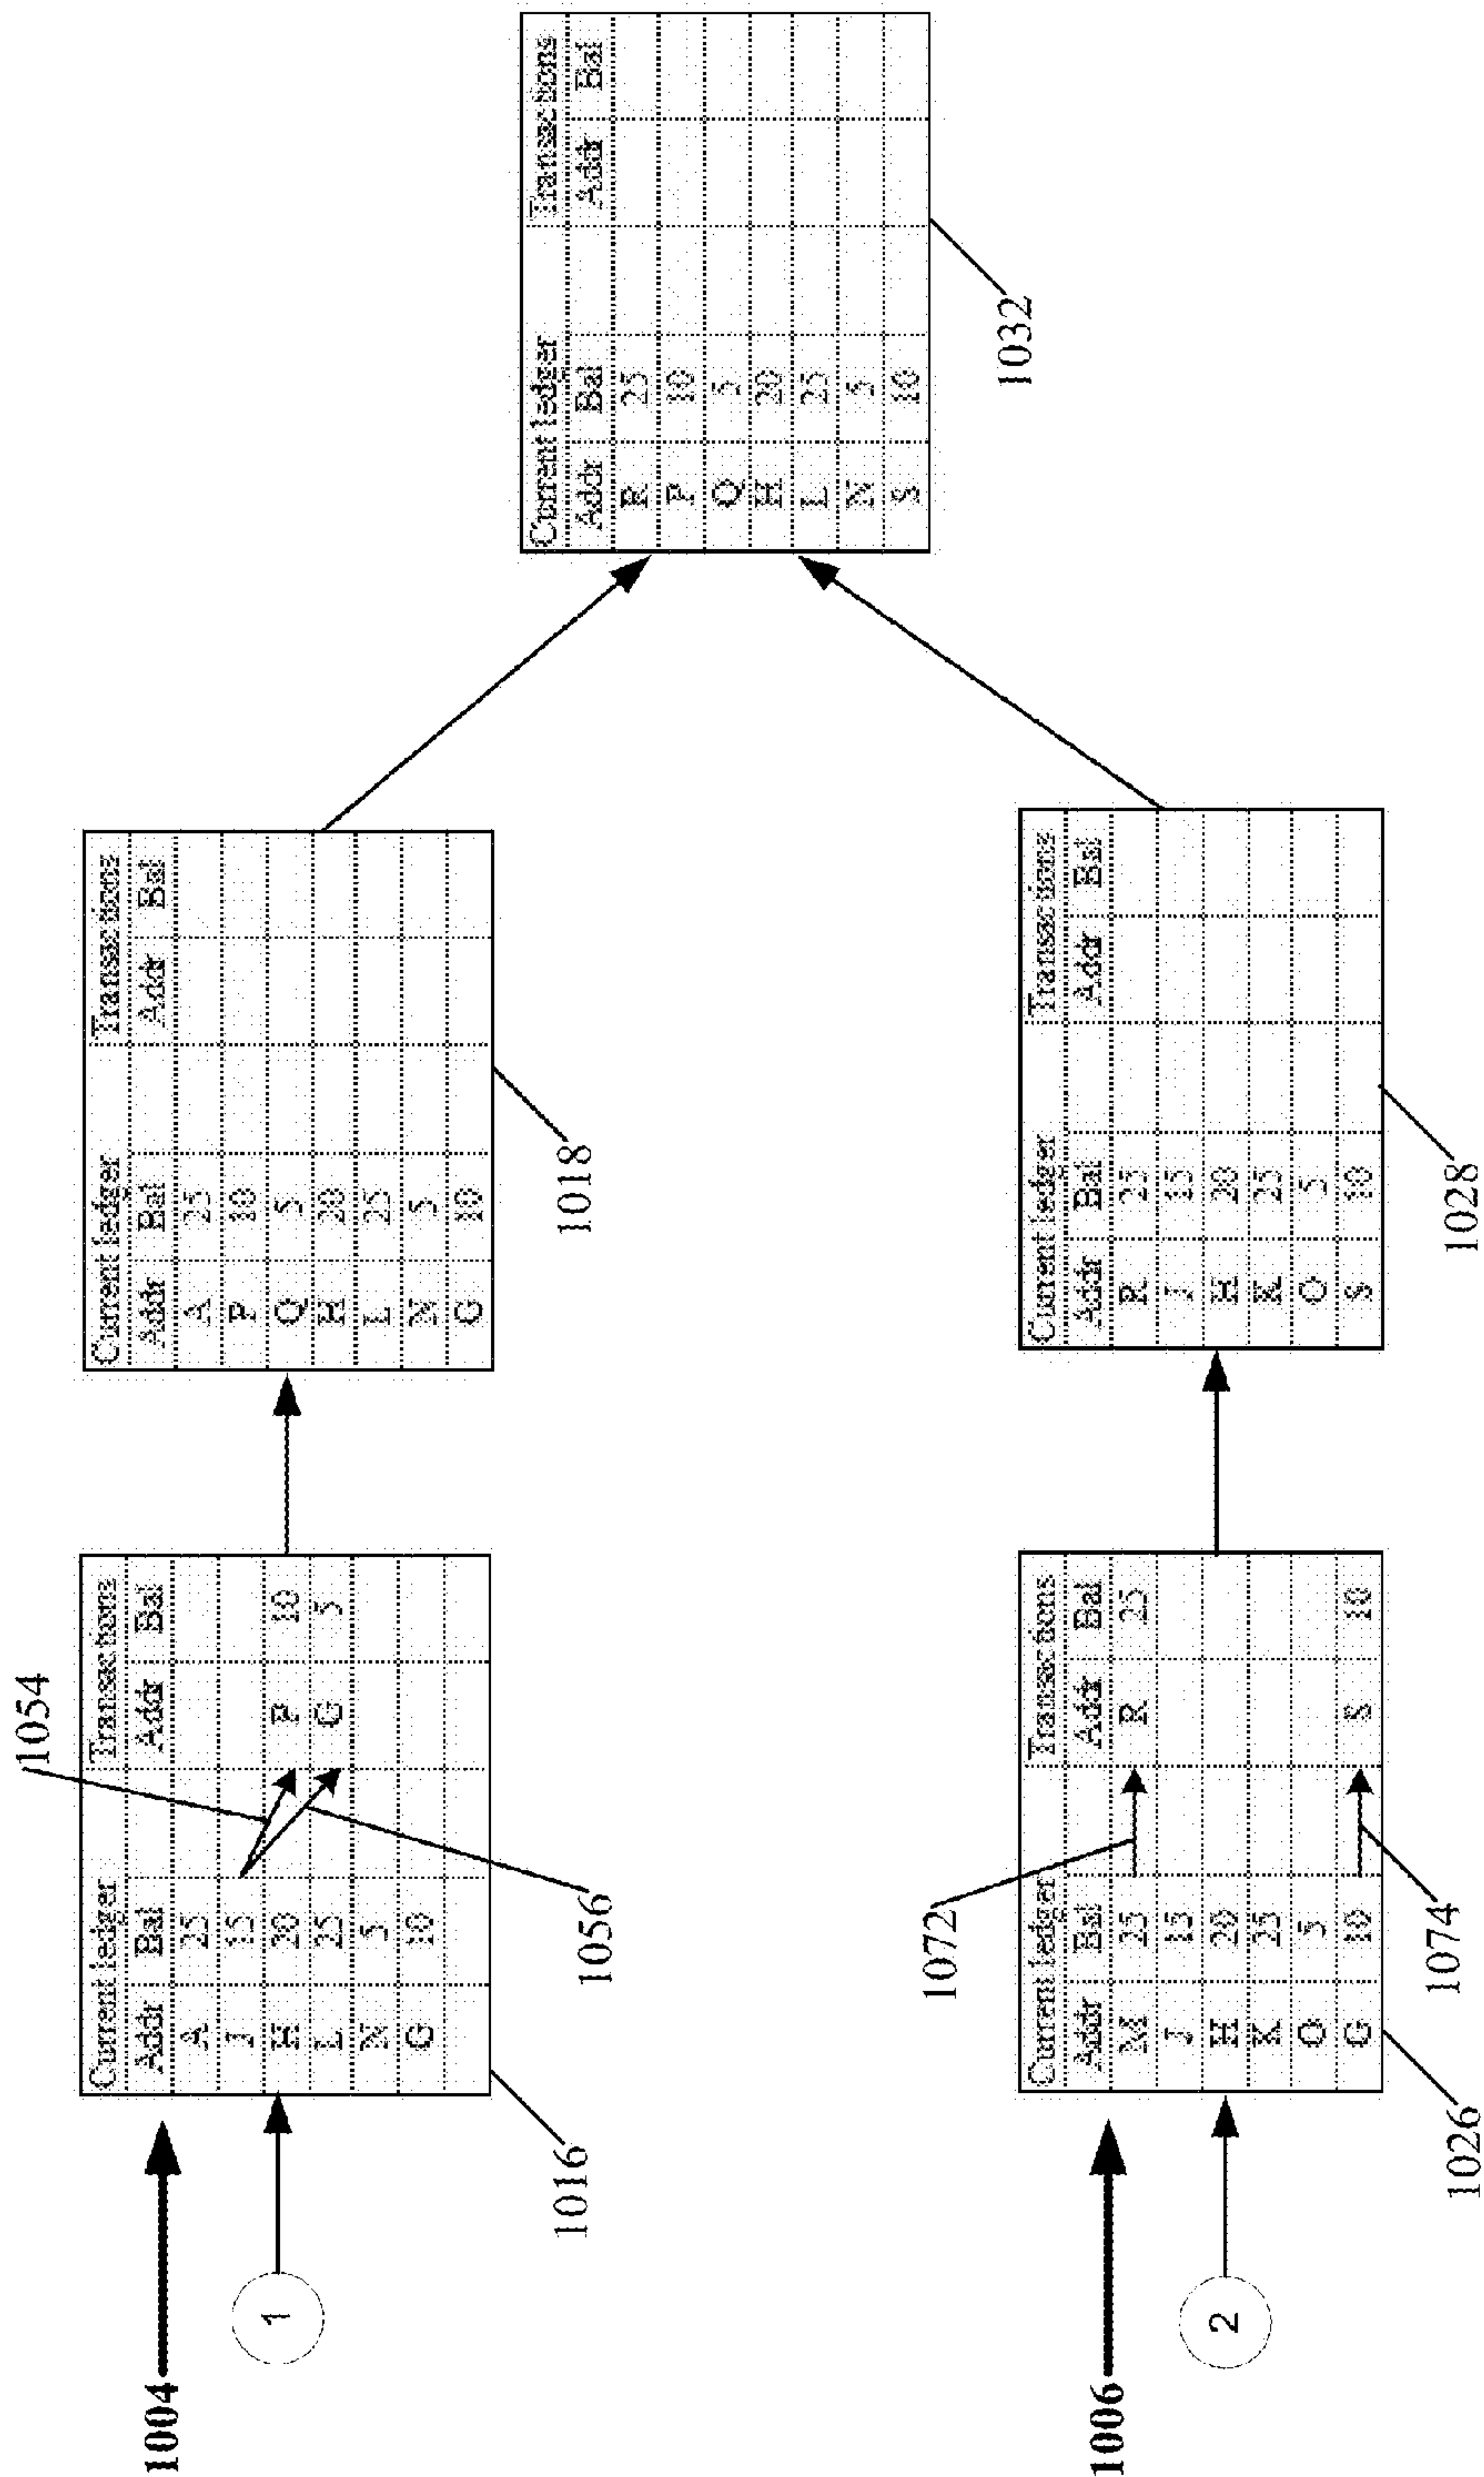 1004
1
Current ledger Transactions
Addr Bal Addr Bal
A 25
J 15
H 20 P 10
L 25 G 5
N 5
G 10
1016
1054
1056
Current ledger Transactions
Addr Bal Addr Bal
A 25
P 10
Q 5
H 20
L 25
N 5
G 10
1018
1006
2
Current ledger Transactions
Addr Bal Addr Bal
M 25 R 25
J 15
H 20
K 25
O 5
G 10 S 10
1026
1072
1074
Current ledger Transactions
Addr Bal Addr Bal
R 25
J 15
H 20
K 25
O 5
S 10
1028
Current ledger Transactions
Addr Bal Addr Bal
R 25
P 10
Q 5
H 20
L 25
N 5
S 10
1032